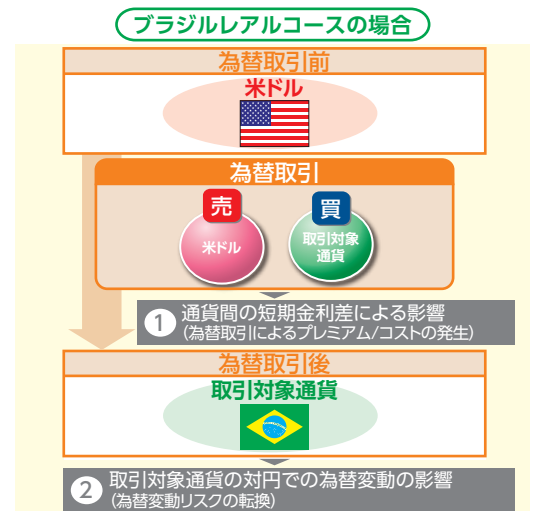 ブラジルレアルコースの場合
為替取引前
米ドル
為替取引
売
買
米ドル
取引対象
通貨
1 通貨間の短期金利差による影響
(為替取引によるプレミアム/コストの発生)
為替取引後
取引対象通貨
2 取引対象通貨の対円での為替変動の影響
(為替変動リスクの転換)